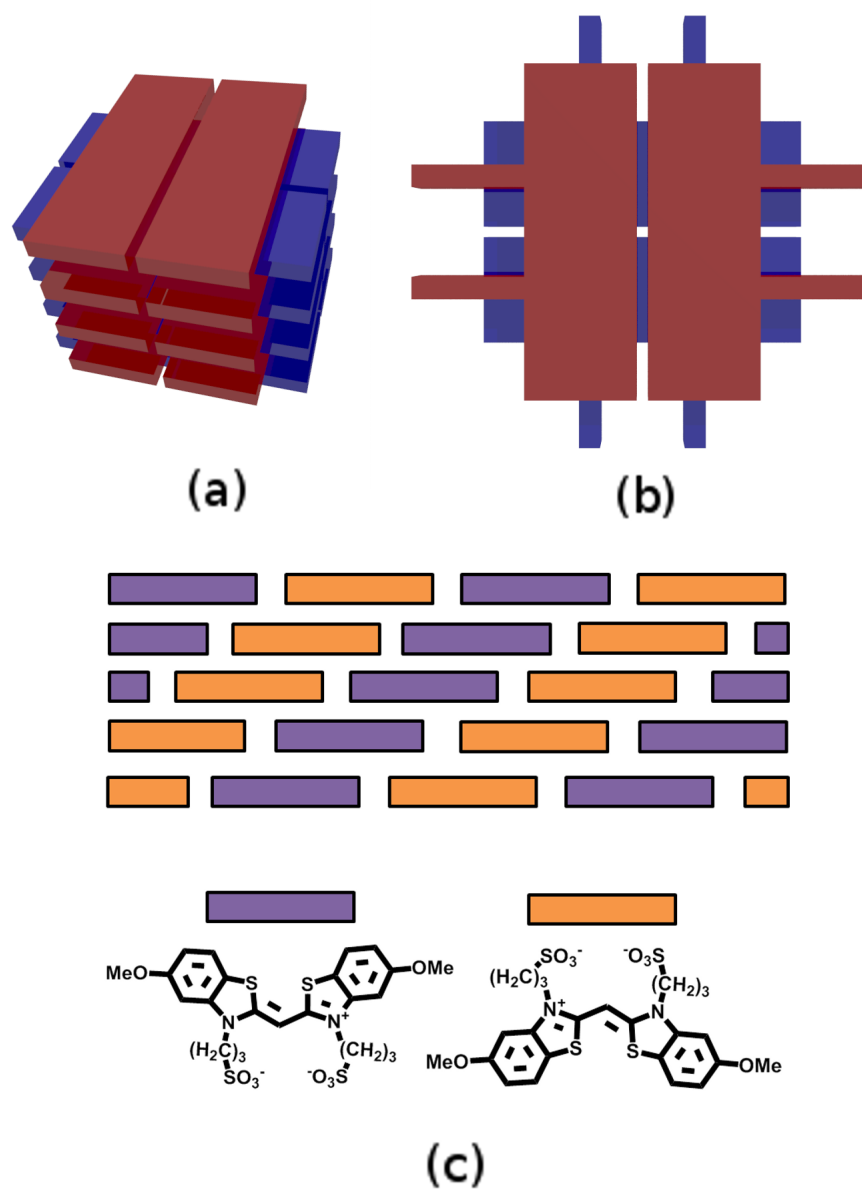 (a)
(b)
SO₃⁻ ⁻O₃S
(H₂C)₃ (CH₂)₃
MeO S S OMe
N⁺ N
N N⁺
(H₂C)₃ (CH₂)₃
MeO S S OMe
SO₃⁻ ⁻O₃S
(c)